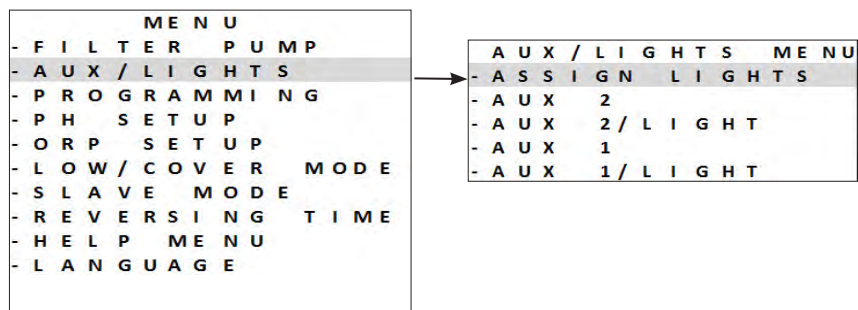 MENU
- FILTER PUMP
- AUX/LIGHTS
- PROGRAMMING
- PH SETUP
- ORP SETUP
- LOW/COVER MODE
- SLAVE MODE
- REVERSING TIME
- HELP MENU
- LANGUAGE
AUX/LIGHTS MENU
- ASSIGN LIGHTS
- AUX 2
- AUX 2/LIGHT
- AUX 1
- AUX 1/LIGHT